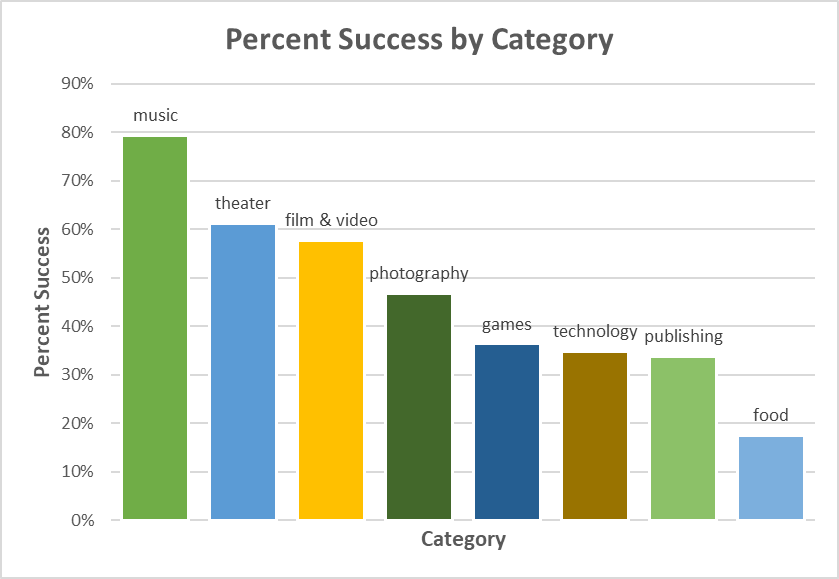 Percent Success by Category
90%
80%
70%
60%
50%
40%
30%
20%
10%
0%
Percent Success
music
theater
film & video
photography
games
technology
publishing
food
Category